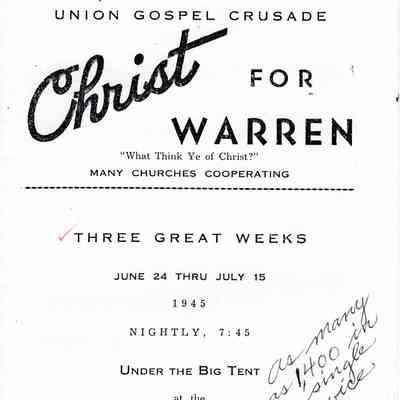 UNION GOSPEL CRUSADE
Christ FOR
WARREN
"What Think Ye of Christ?"
MANY CHURCHES COOPERATING
THREE GREAT WEEKS
JUNE 24 THRU JULY 15
1945
NIGHTLY, 7:45
UNDER THE BIG TENT
at the
as many
as 1,400 in
single